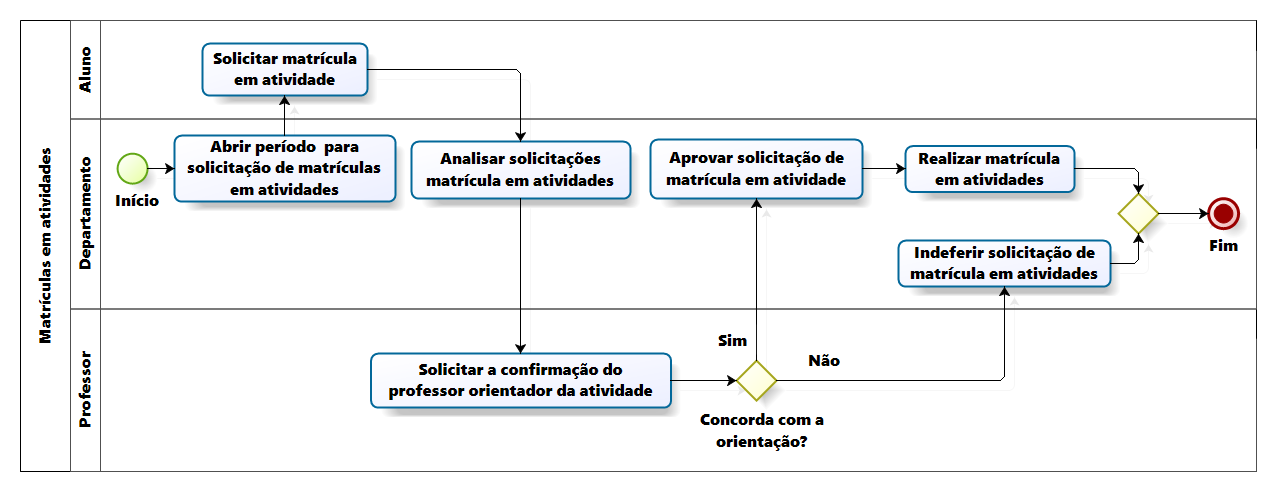 Matrículas em atividades
Aluno
Solicitar matrícula
em atividade
Departamento
Início
Abrir período para
solicitação de matrículas
em atividades
Analisar solicitações
matrícula em atividades
Aprovar solicitação de
matrícula em atividade
Realizar matrícula
em atividades
Indeferir solicitação de
matrícula em atividades
Fim
Professor
Solicitar a confirmação do
professor orientador da atividade
Sim
Não
Concorda com a
orientação?